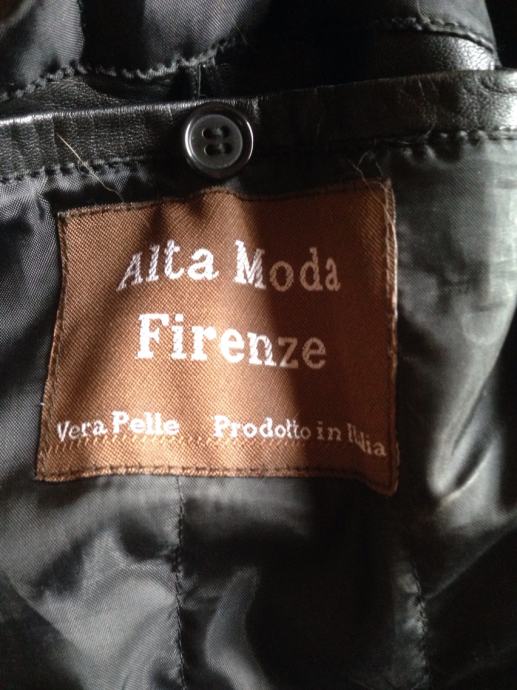 Alta Moda
Firenze
Vera Pelle Prodotto in Italia